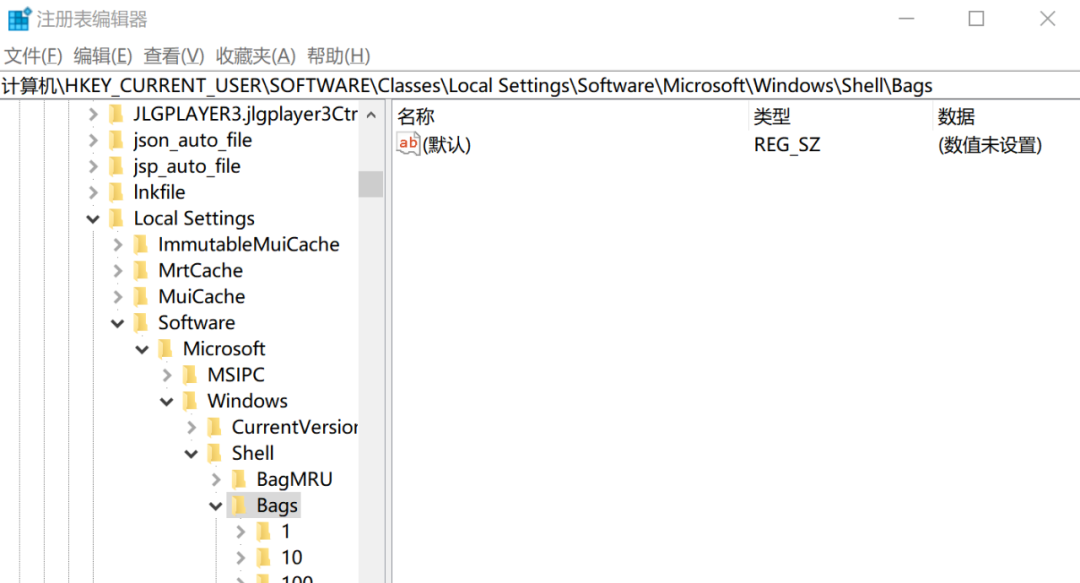 注册表编辑器
文件(F) 编辑(E) 查看(V) 收藏夹(A) 帮助(H)
计算机\HKEY_CURRENT_USER\SOFTWARE\Classes\Local Settings\Software\Microsoft\Windows\Shell\Bags
JLGPLAYER3.jlgplayer3Ctr
json_auto_file
jsp_auto_file
lnkfile
Local Settings
ImmutableMuiCache
MrtCache
MuiCache
Software
Microsoft
MSIPC
Windows
CurrentVersion
Shell
BagMRU
Bags
1
10
100
名称 类型 数据
ab (默认) REG_SZ (数值未设置)